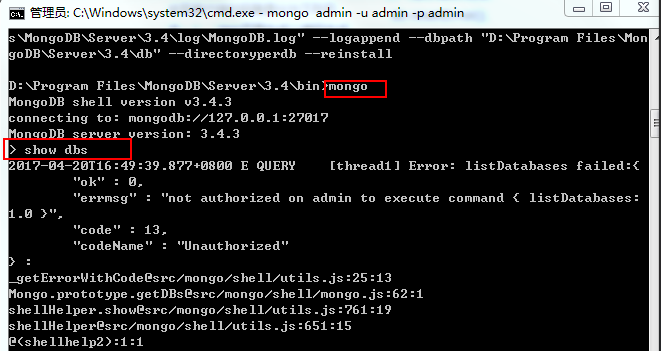 管理员: C:\Windows\system32\cmd.exe - mongo  admin -u admin -p admin
s\MongoDB\Server\3.4\log\MongoDB.log" --logappend --dbpath "D:\Program Files\Mon
goDB\Server\3.4\db" --directoryperdb --reinstall
D:\Program Files\MongoDB\Server\3.4\bin>mongo
MongoDB shell version v3.4.3
connecting to: mongodb://127.0.0.1:27017
MongoDB server version: 3.4.3
> show dbs
2017-04-20T16:49:39.877+0800 E QUERY    [thread1] Error: listDatabases failed:{
        "ok" : 0,
        "errmsg" : "not authorized on admin to execute command { listDatabases:
1.0 }",
        "code" : 13,
        "codeName" : "Unauthorized"
} :
_getErrorWithCode@src/mongo/shell/utils.js:25:13
Mongo.prototype.getDBs@src/mongo/shell/mongo.js:62:1
shellHelper.show@src/mongo/shell/utils.js:761:19
shellHelper@src/mongo/shell/utils.js:651:15
@(shellhelp2):1:1